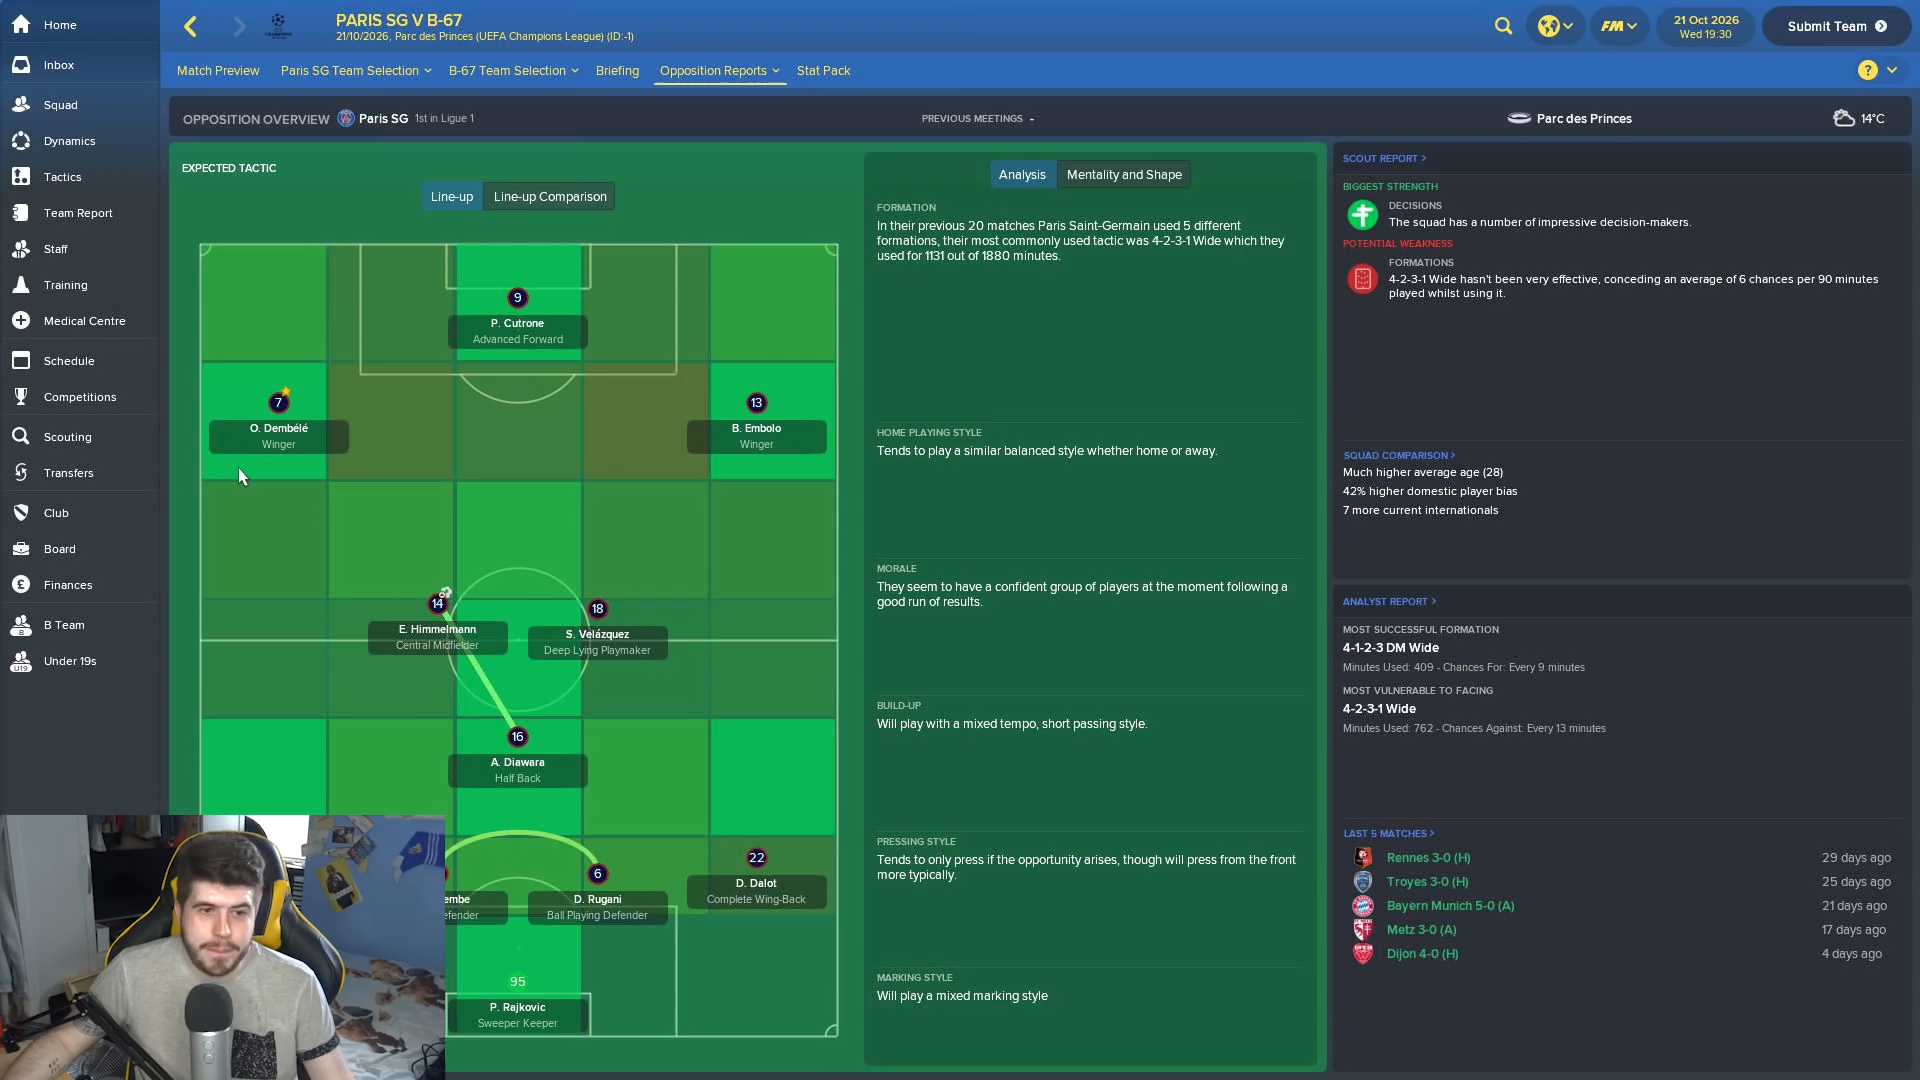 Home
Inbox
Squad
Dynamics
Tactics
Team Report
Staff
Training
Medical Centre
Schedule
Competitions
Scouting
Transfers
Club
Board
Finances
B Team
Under 19s
PARIS SG V B-67
21/10/2026, Parc des Princes (UEFA Champions League) (ID:-1)
FM
21 Oct 2026
Wed 19:30
Submit Team
Match Preview
Paris SG Team Selection
B-67 Team Selection
Briefing
Opposition Reports
Stat Pack
?
OPPOSITION OVERVIEW
Paris SG 1st in Ligue 1
PREVIOUS MEETINGS -
Parc des Princes
14°C
EXPECTED TACTIC
Line-up
Line-up Comparison
9
P. Cutrone
Advanced Forward
7
O. Dembélé
Winger
13
B. Embolo
Winger
14
E. Himmelmann
Central Midfielder
18
S. Velázquez
Deep Lying Playmaker
16
A. Diawara
Half Back
embe
efender
6
D. Rugani
Ball Playing Defender
22
D. Dalot
Complete Wing-Back
95
P. Rajkovic
Sweeper Keeper
Analysis
Mentality and Shape
FORMATION
In their previous 20 matches Paris Saint-Germain used 5 different
formations, their most commonly used tactic was 4-2-3-1 Wide which they
used for 1131 out of 1880 minutes.
HOME PLAYING STYLE
Tends to play a similar balanced style whether home or away.
MORALE
They seem to have a confident group of players at the moment following a
good run of results.
BUILD-UP
Will play with a mixed tempo, short passing style.
PRESSING STYLE
Tends to only press if the opportunity arises, though will press from the front
more typically.
MARKING STYLE
Will play a mixed marking style
SCOUT REPORT >
BIGGEST STRENGTH
DECISIONS
The squad has a number of impressive decision-makers.
POTENTIAL WEAKNESS
FORMATIONS
4-2-3-1 Wide hasn't been very effective, conceding an average of 6 chances per 90 minutes
played whilst using it.
SQUAD COMPARISON >
Much higher average age (28)
42% higher domestic player bias
7 more current internationals
ANALYST REPORT >
MOST SUCCESSFUL FORMATION
4-1-2-3 DM Wide
Minutes Used: 409 - Chances For: Every 9 minutes
MOST VULNERABLE TO FACING
4-2-3-1 Wide
Minutes Used: 762 - Chances Against: Every 13 minutes
LAST 5 MATCHES >
Rennes 3-0 (H) 29 days ago
Troyes 3-0 (H) 25 days ago
Bayern Munich 5-0 (A) 21 days ago
Metz 3-0 (A) 17 days ago
Dijon 4-0 (H) 4 days ago